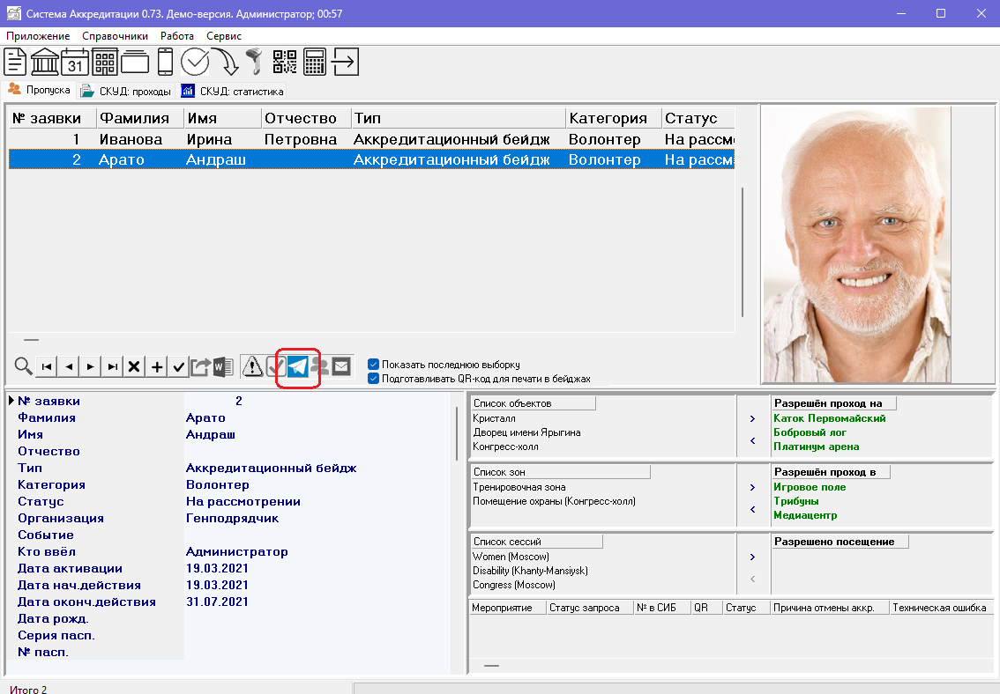 Система Аккредитации 0.73. Демо-версия. Администратор; 00:57
Приложение Справочники Работа Сервис
31
Пропуска СКУД: проходы СКУД: статистика
№ заявки Фамилия Имя Отчество Тип Категория Статус
1 Иванова Ирина Петровна Аккредитационный бейдж Волонтер На рассм
2 Арато Андраш Аккредитационный бейдж Волонтер На рассм
W
Показать последнюю выборку
Подготавливать QR-код для печати в бейджах
№ заявки 2
Фамилия Арато
Имя Андраш
Отчество
Тип Аккредитационный бейдж
Категория Волонтер
Статус На рассмотрении
Организация Генподрядчик
Событие
Кто ввёл Администратор
Дата активации 19.03.2021
Дата нач.действия 19.03.2021
Дата оконч.действия 31.07.2021
Дата рожд.
Серия пасп.
№ пасп.
Список объектов Разрешён проход на
Кристалл > Каток Первомайский
Дворец имени Ярыгина Бобровый лог
Конгресс-холл < Платинум арена
Список зон Разрешён проход в
Тренировочная зона > Игровое поле
Помещение охраны (Конгресс-холл) < Трибуны
Медиацентр
Список сессий Разрешено посещение
Women (Moscow) >
Disability (Khanty-Mansiysk)
Congress (Moscow) <
Мероприятие Статус запроса № в СИБ QR Статус Причина отмены аккр. Техническая ошибка
Итого 2